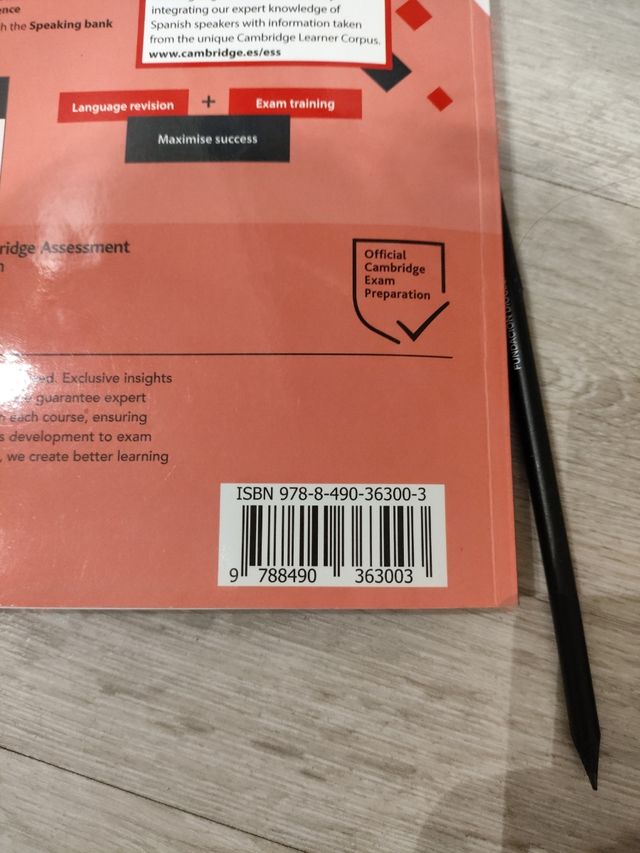 ence
h the Speaking bank
integrating our expert knowledge of
Spanish speakers with information taken
from the unique Cambridge Learner Corpus.
www.cambridge.es/ess
Language revision + Exam training
Maximise success
ridge Assessment
n
Official
Cambridge
Exam
Preparation
ed. Exclusive insights
guarantee expert
each course, ensuring
s development to exam
, we create better learning
ISBN 978-8-490-36300-3
9 788490 363003
FUNDACIÓN